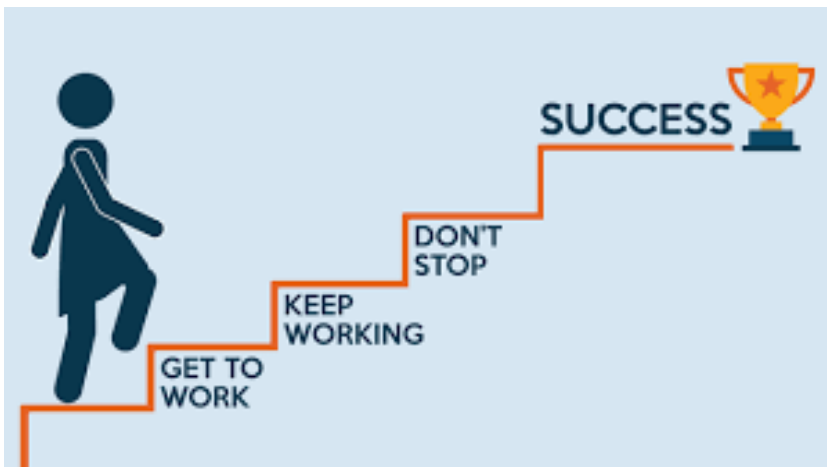 SUCCESS
DON'T
STOP
KEEP
WORKING
GET TO
WORK